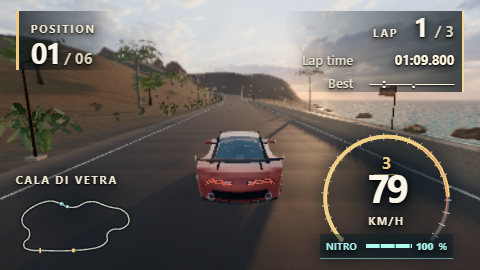 POSITION
01 / 06
LAP 1 / 3
Lap time 01:09.800
Best
CALA DI VETRA
3
79
KM/H
NITRO 100 %